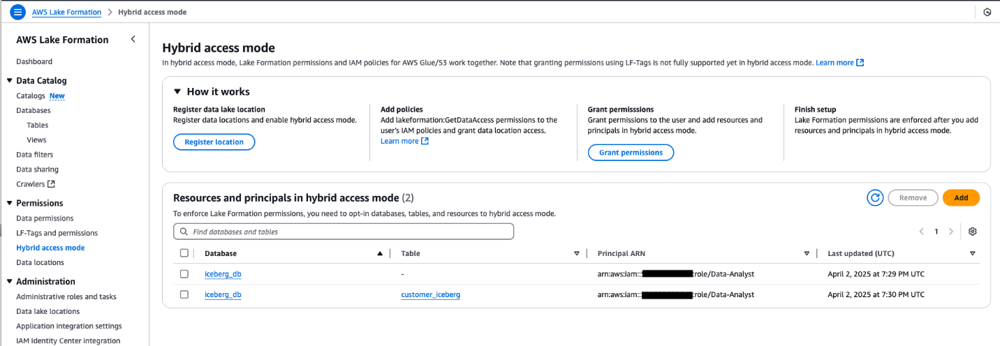 AWS Lake Formation > Hybrid access mode
AWS Lake Formation
Dashboard
Data Catalog
Catalogs New
Databases
Tables
Views
Data filters
Data sharing
Crawlers
Permissions
Data permissions
LF-Tags and permissions
Hybrid access mode
Data locations
Administration
Administrative roles and tasks
Data lake locations
Application integration settings
IAM Identity Center integration
Hybrid access mode
In hybrid access mode, Lake Formation permissions and IAM policies for AWS Glue/S3 work together. Note that granting permissions using LF-Tags is not fully supported yet in hybrid access mode. Learn more
How it works
Register data lake location
Register data locations and enable hybrid access mode.
Register location
Add policies
Add lakeformation:GetDataAccess permissions to the
user's IAM policies and grant data location access.
Learn more
Grant permisssions
Grant permissions to the user and add resources and
principals in hybrid access mode.
Grant permissions
Finish setup
Lake Formation permissions are enforced after you add
resources and principals in hybrid access mode.
Resources and principals in hybrid access mode (2)
Remove
Add
To enforce Lake Formation permissions, you need to opt-in databases, tables, and resources to hybrid access mode.
Find databases and tables
1
Database Table Principal ARN Last updated (UTC)
iceberg_db - arn:aws:iam:: :role/Data-Analyst April 2, 2025 at 7:29 PM UTC
iceberg_db customer_iceberg arn:aws:iam:: :role/Data-Analyst April 2, 2025 at 7:30 PM UTC